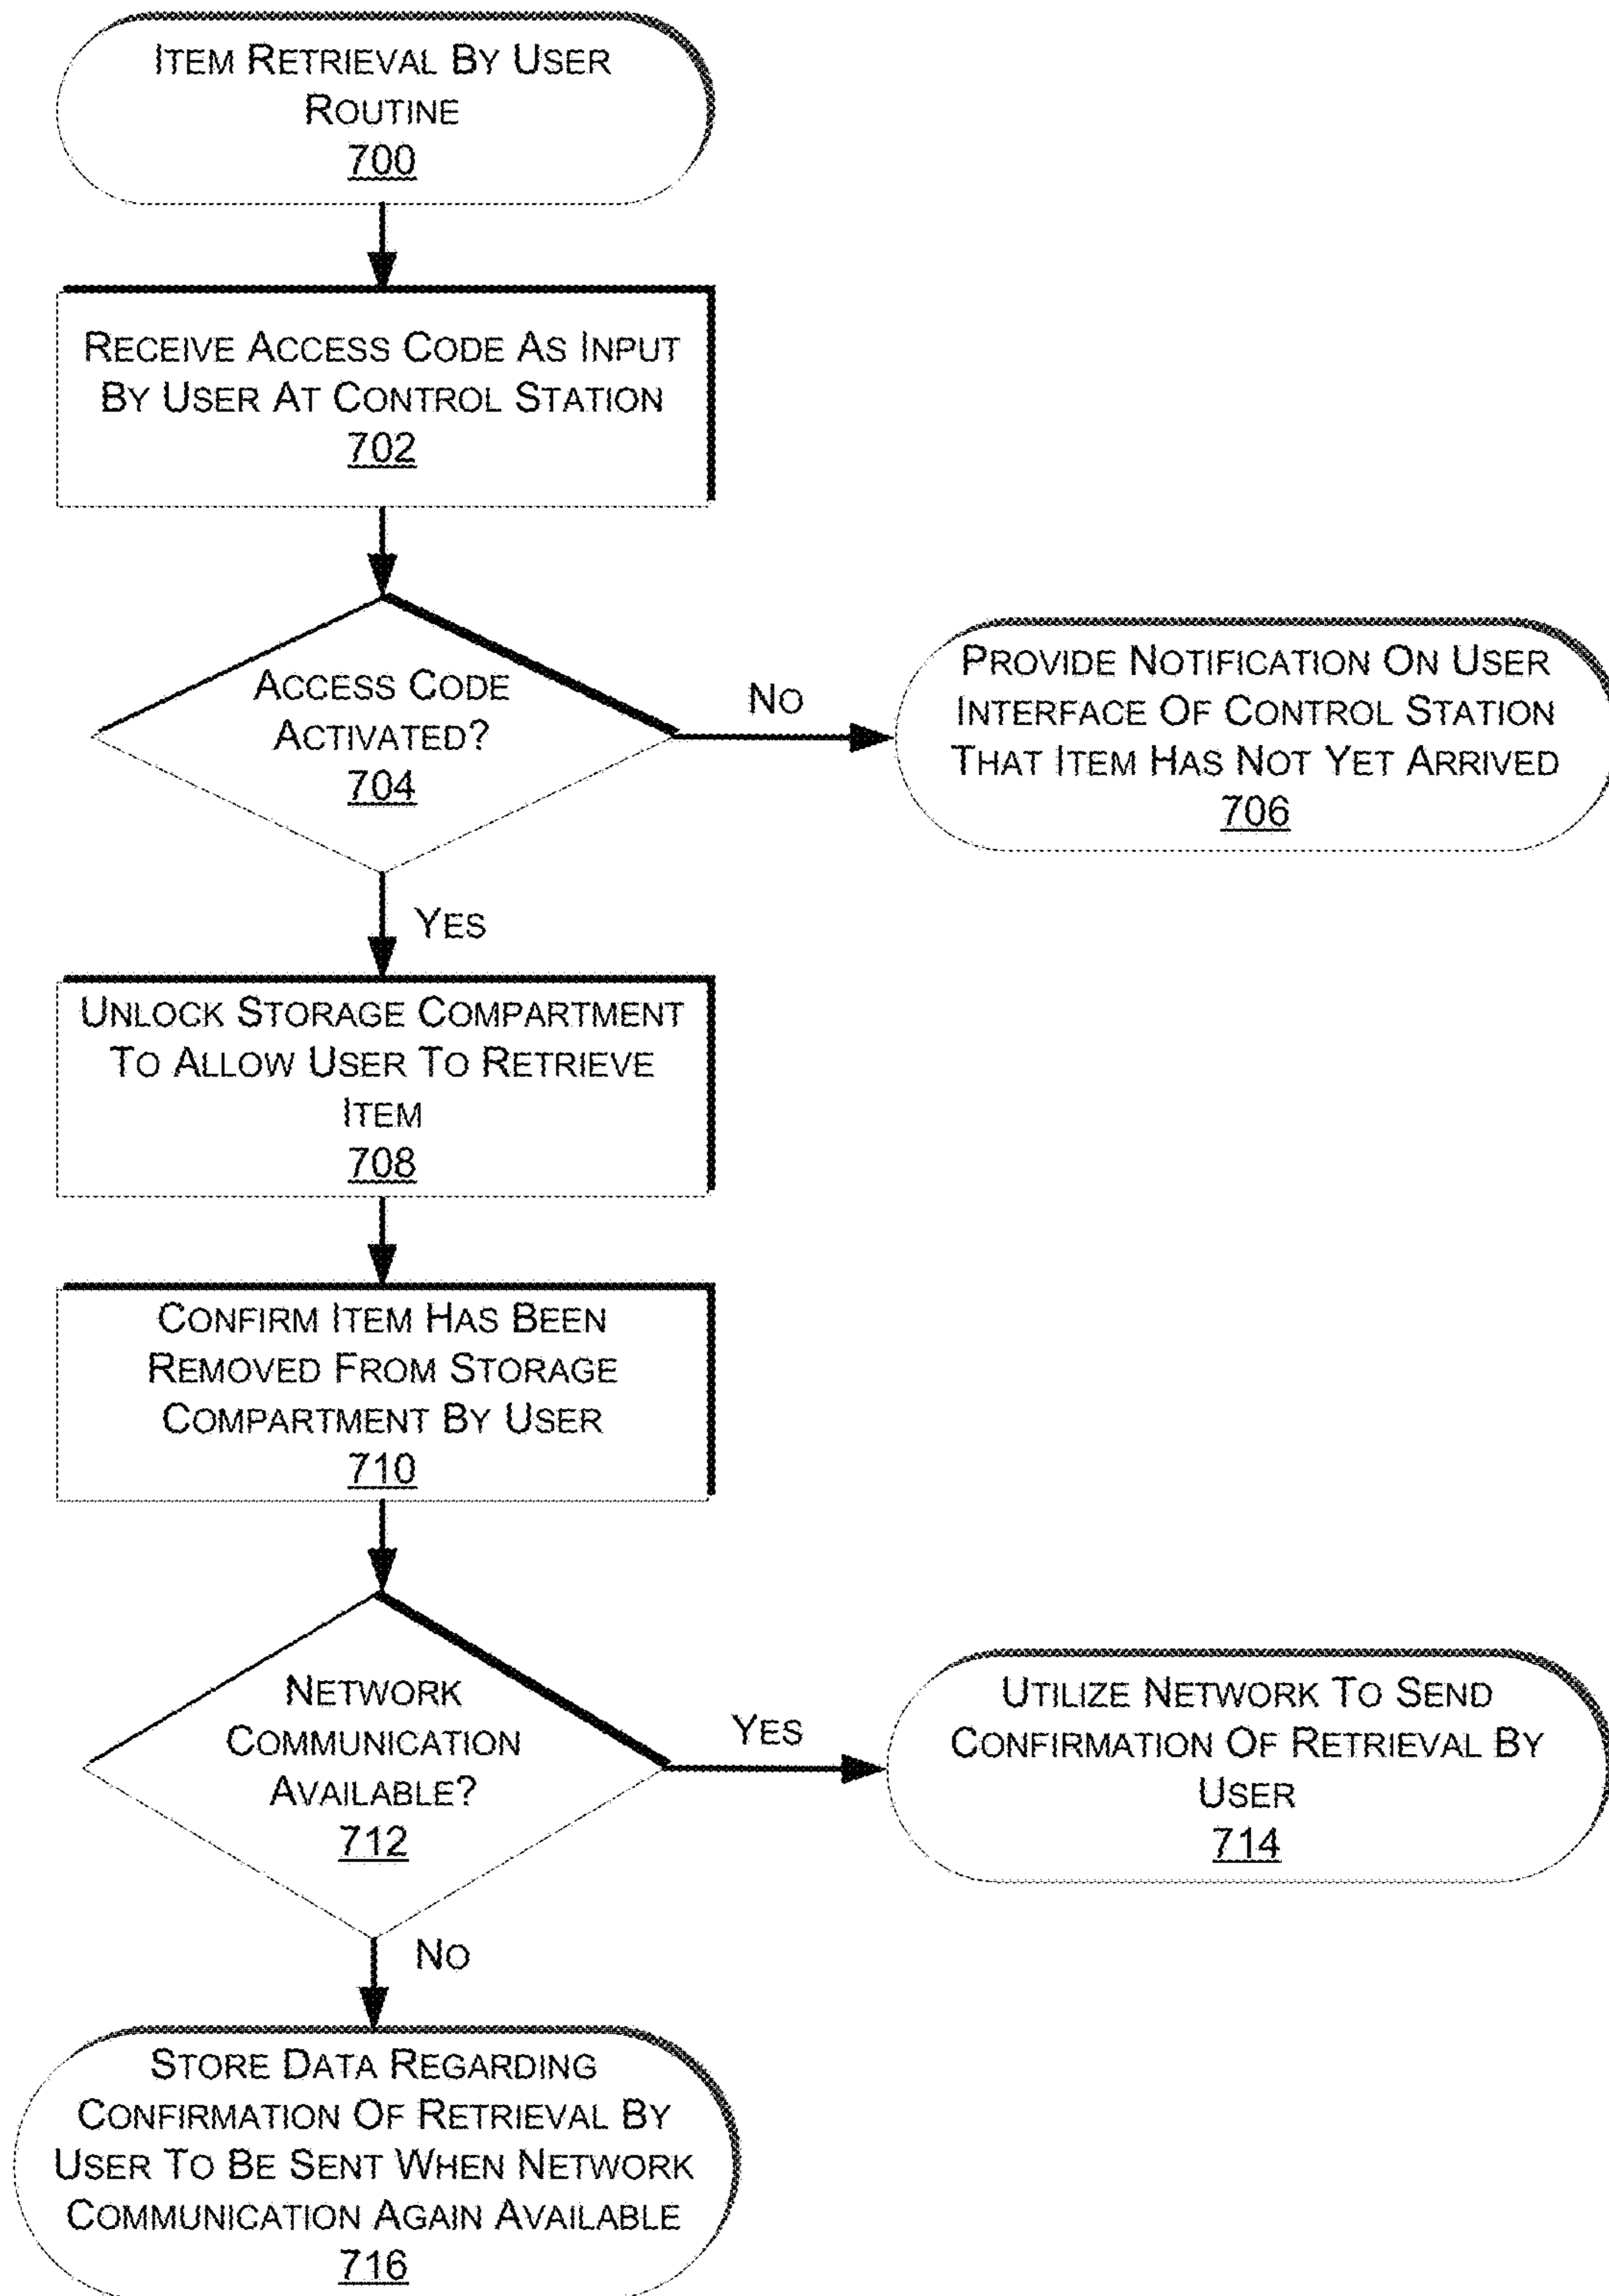 ITEM RETRIEVAL BY USER
ROUTINE
700
RECEIVE ACCESS CODE AS INPUT
BY USER AT CONTROL STATION
702
ACCESS CODE
ACTIVATED?
704
NO
PROVIDE NOTIFICATION ON USER
INTERFACE OF CONTROL STATION
THAT ITEM HAS NOT YET ARRIVED
706
YES
UNLOCK STORAGE COMPARTMENT
TO ALLOW USER TO RETRIEVE
ITEM
708
CONFIRM ITEM HAS BEEN
REMOVED FROM STORAGE
COMPARTMENT BY USER
710
NETWORK
COMMUNICATION
AVAILABLE?
712
YES
UTILIZE NETWORK TO SEND
CONFIRMATION OF RETRIEVAL BY
USER
714
NO
STORE DATA REGARDING
CONFIRMATION OF RETRIEVAL BY
USER TO BE SENT WHEN NETWORK
COMMUNICATION AGAIN AVAILABLE
716